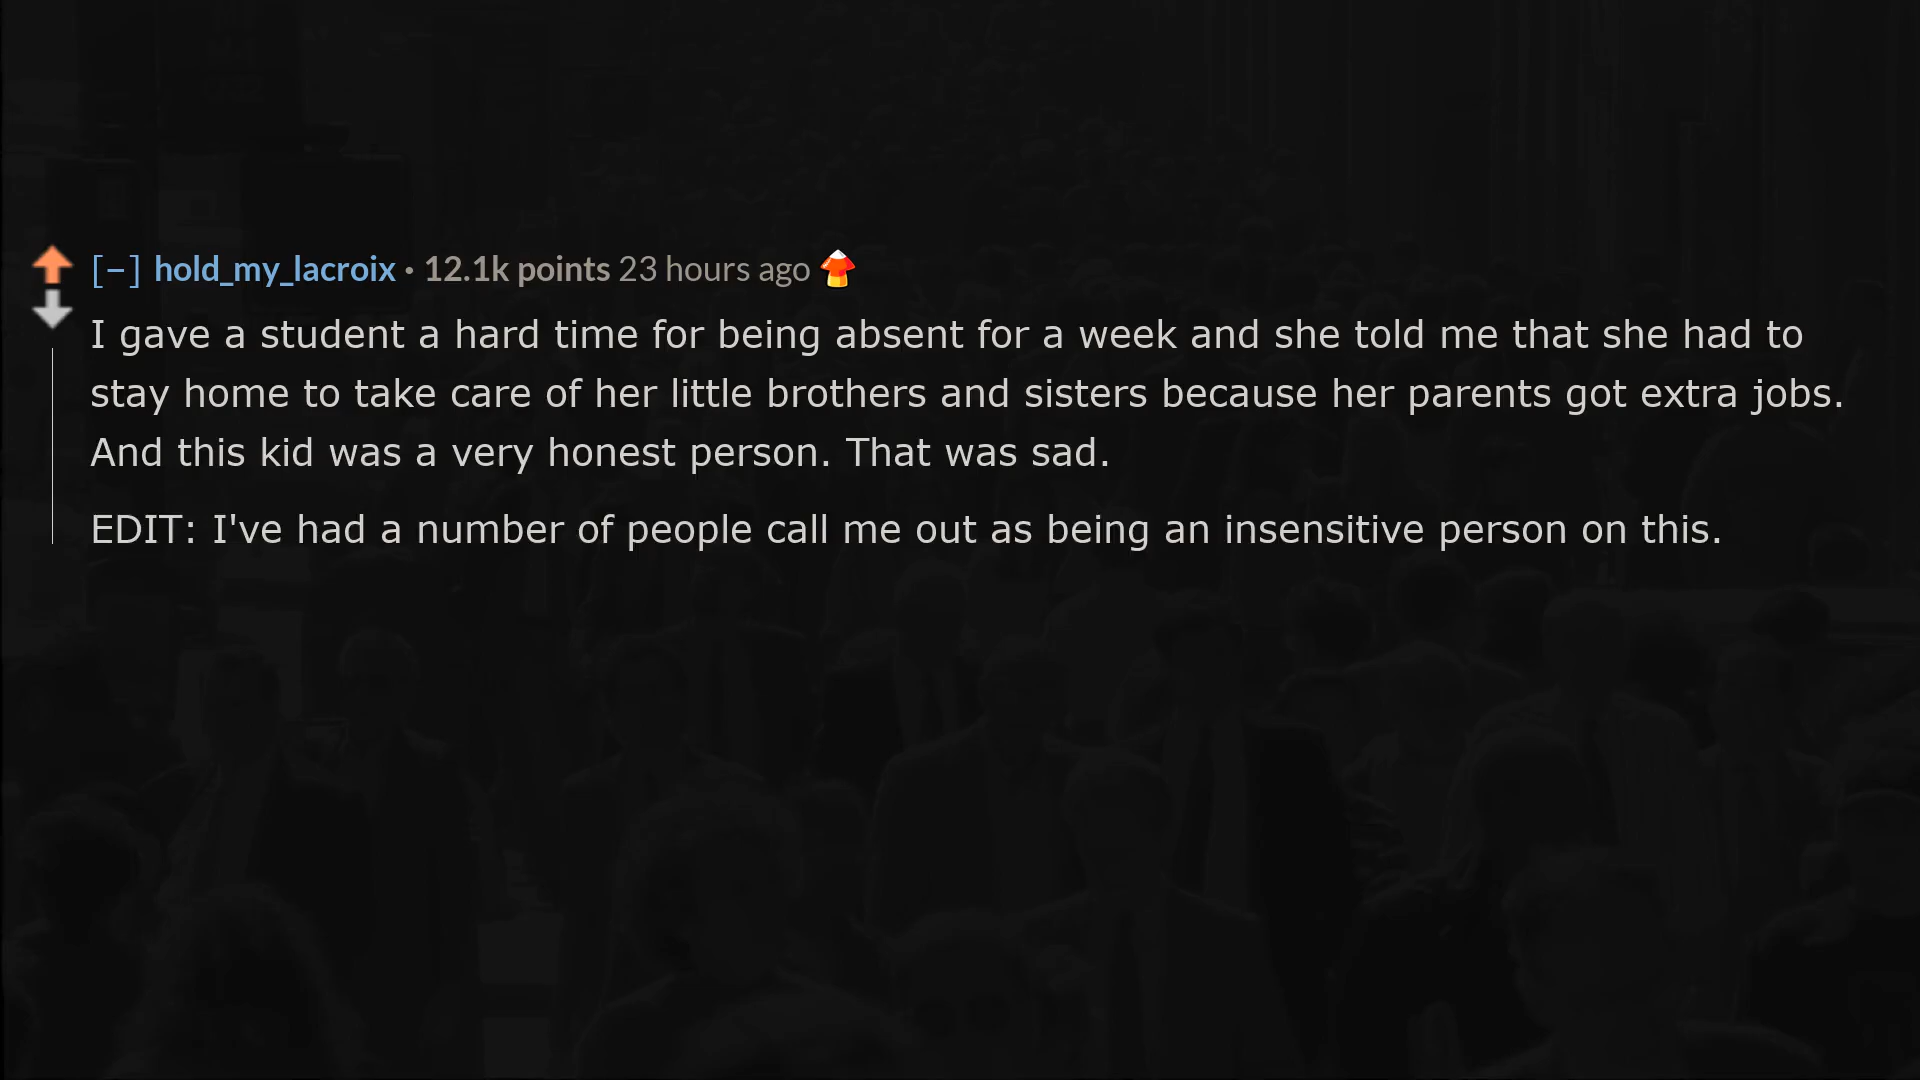 [−] hold_my_lacroix · 12.1k points 23 hours ago
I gave a student a hard time for being absent for a week and she told me that she had to
stay home to take care of her little brothers and sisters because her parents got extra jobs.
And this kid was a very honest person. That was sad.
EDIT: I've had a number of people call me out as being an insensitive person on this.